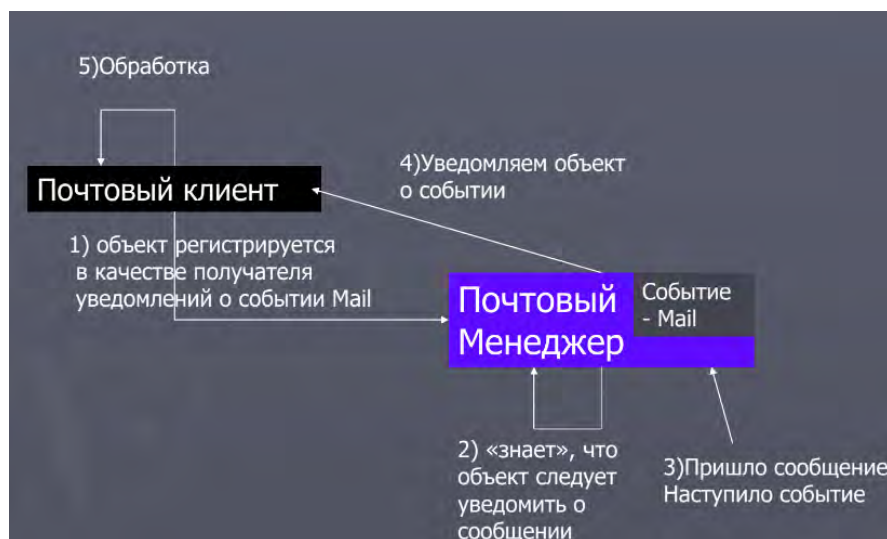 5)Обработка
4)Уведомляем объект
о событии
Почтовый клиент
1) объект регистрируется
в качестве получателя
уведомлений о событии Mail
Почтовый
Менеджер
Событие
- Mail
2) «знает», что
объект следует
уведомить о
сообщении
3)Пришло сообщение
Наступило событие